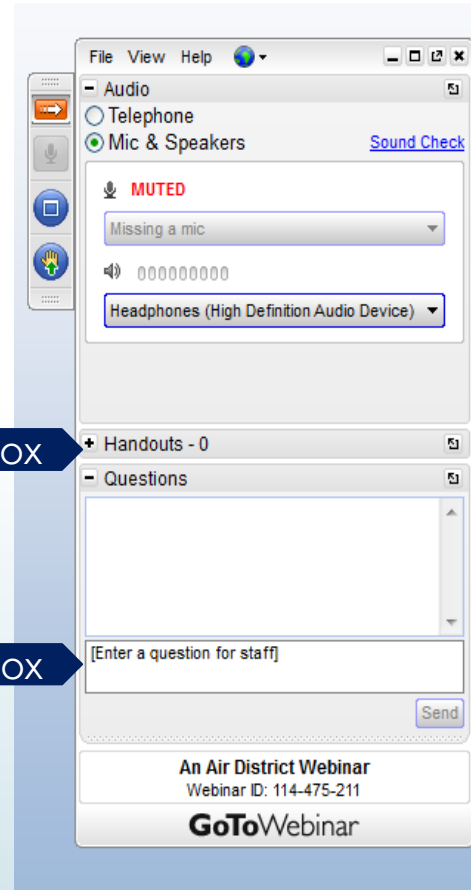 File View Help
Audio
Telephone
Mic & Speakers Sound Check
MUTED
Missing a mic
000000000
Headphones (High Definition Audio Device)
OX
Handouts - 0
Questions
OX
[Enter a question for staff]
Send
An Air District Webinar
Webinar ID: 114-475-211
GoToWebinar